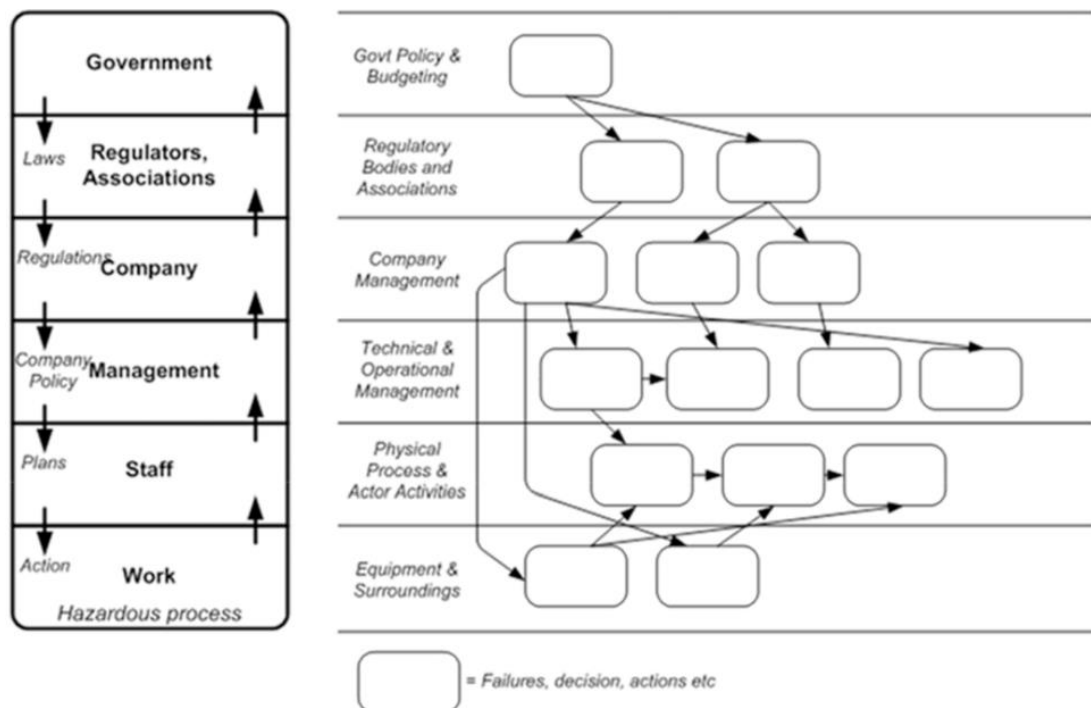 Government
Laws
Regulators,
Associations
Regulations
Company
Company
Policy
Management
Plans
Staff
Action
Work
Hazardous process
Govt Policy &
Budgeting
Regulatory
Bodies and
Associations
Company
Management
Technical &
Operational
Management
Physical
Process &
Actor Activities
Equipment &
Surroundings
= Failures, decision, actions etc